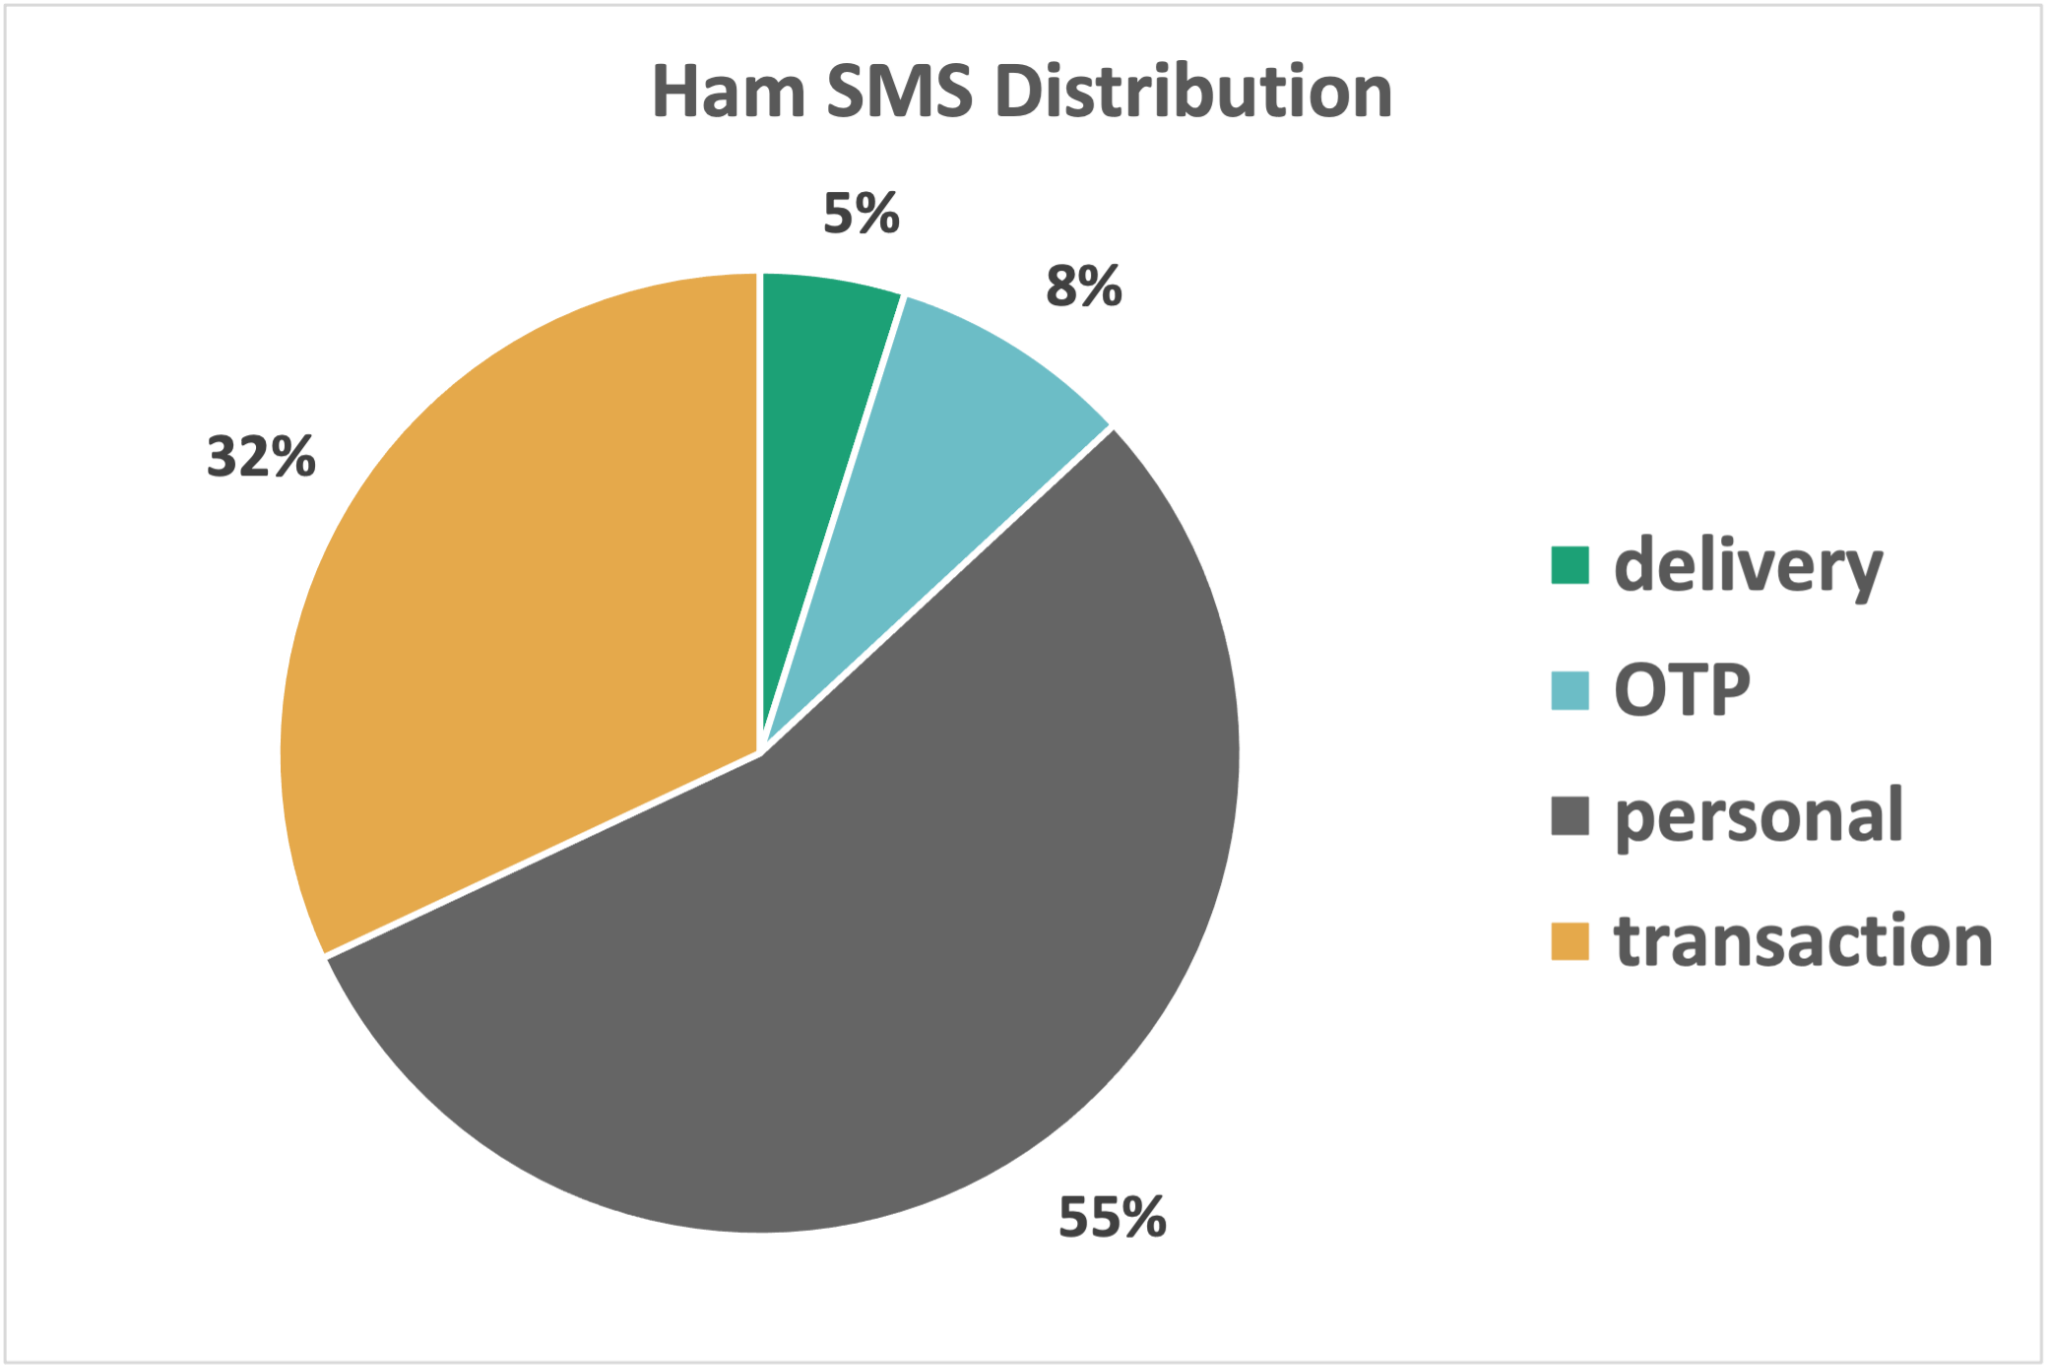 Ham SMS Distribution
5%
8%
32%
55%
delivery
OTP
personal
transaction